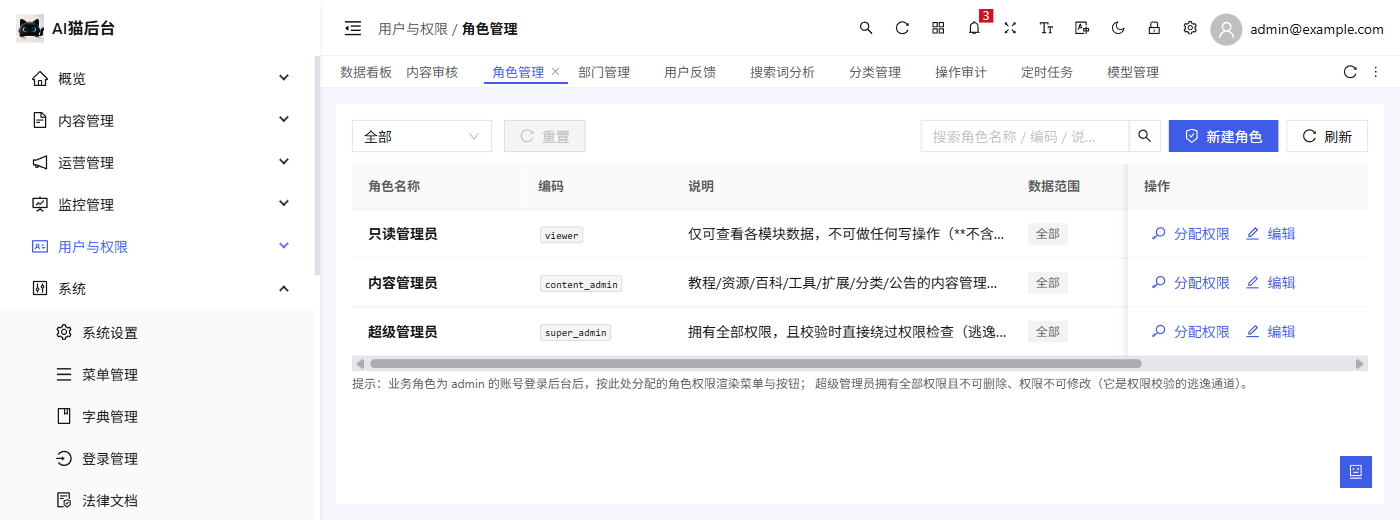 AI猫后台
用户与权限 / 角色管理
3
admin@example.com
概览
内容管理
运营管理
监控管理
用户与权限
系统
系统设置
菜单管理
字典管理
登录管理
法律文档
数据看板 内容审核 角色管理 部门管理 用户反馈 搜索词分析 分类管理 操作审计 定时任务 模型管理
全部 重置 搜索角色名称 / 编码 / 说... 新建角色 刷新
角色名称 编码 说明 数据范围 操作
只读管理员 viewer 仅可查看各模块数据，不可做任何写操作（**不含... 全部 分配权限 编辑
内容管理员 content_admin 教程/资源/百科/工具/扩展/分类/公告的内容管理... 全部 分配权限 编辑
超级管理员 super_admin 拥有全部权限，且校验时直接绕过权限检查（逃逸... 全部 分配权限 编辑
提示：业务角色为 admin 的账号登录后台后，按此处分配的角色权限渲染菜单与按钮； 超级管理员拥有全部权限且不可删除、权限不可修改（它是权限校验的逃逸通道）。